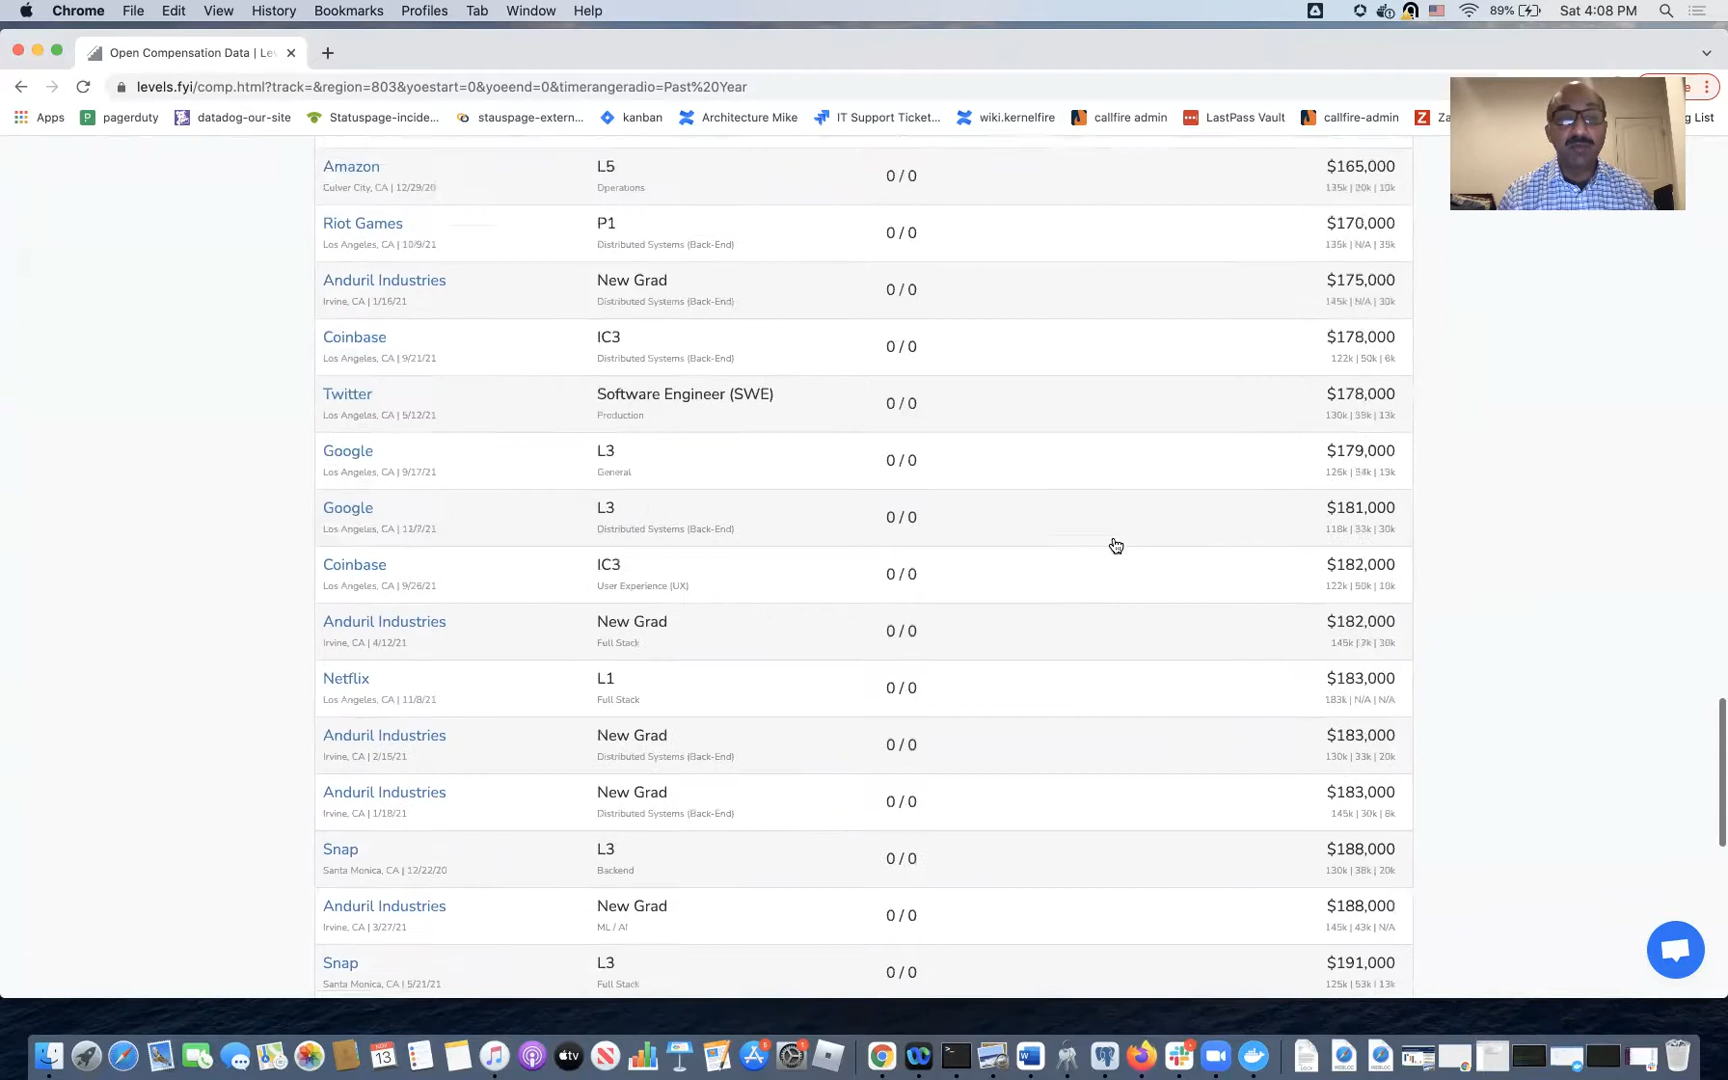 Chrome File Edit View History Bookmarks Profiles Tab Window Help 89% Sat 4:08 PM
Open Compensation Data | Lev
levels.fyi/comp.html?track=&region=803&yoestart=0&yoeend=0&timerangeradio=Past%20Year
Apps pagerduty datadog-our-site Statuspage-incide... stauspage-extern... kanban Architecture Mike IT Support Ticket... wiki.kernelfire callfire admin LastPass Vault callfire-admin
Amazon L5 0 / 0 $165,000
Culver City, CA | 12/29/20 Operations 135k | 20k | 10k
Riot Games P1 0 / 0 $170,000
Los Angeles, CA | 10/9/21 Distributed Systems (Back-End) 135k | N/A | 35k
Anduril Industries New Grad 0 / 0 $175,000
Irvine, CA | 1/16/21 Distributed Systems (Back-End) 145k | N/A | 30k
Coinbase IC3 0 / 0 $178,000
Los Angeles, CA | 9/21/21 Distributed Systems (Back-End) 122k | 50k | 6k
Twitter Software Engineer (SWE) 0 / 0 $178,000
Los Angeles, CA | 5/12/21 Production 130k | 39k | 13k
Google L3 0 / 0 $179,000
Los Angeles, CA | 9/17/21 General 126k | 13k
Google L3 0 / 0 $181,000
Los Angeles, CA | 11/7/21 Distributed Systems (Back-End) 118k | 33k | 30k
Coinbase IC3 0 / 0 $182,000
Los Angeles, CA | 9/26/21 User Experience (UX) 122k | 50k | 10k
Anduril Industries New Grad 0 / 0 $182,000
Irvine, CA | 4/12/21 Full Stack 145k | 7k | 30k
Netflix L1 0 / 0 $183,000
Los Angeles, CA | 11/8/21 Full Stack 183k | N/A | N/A
Anduril Industries New Grad 0 / 0 $183,000
Irvine, CA | 2/15/21 Distributed Systems (Back-End) 130k | 33k | 20k
Anduril Industries New Grad 0 / 0 $183,000
Irvine, CA | 1/18/21 Distributed Systems (Back-End) 145k | 30k | 8k
Snap L3 0 / 0 $188,000
Santa Monica, CA | 12/22/20 Backend 130k | 38k | 20k
Anduril Industries New Grad 0 / 0 $188,000
Irvine, CA | 3/27/21 ML / AI 145k | 43k | N/A
Snap L3 0 / 0 $191,000
Santa Monica, CA | 5/21/21 Full Stack 125k | 53k | 13k